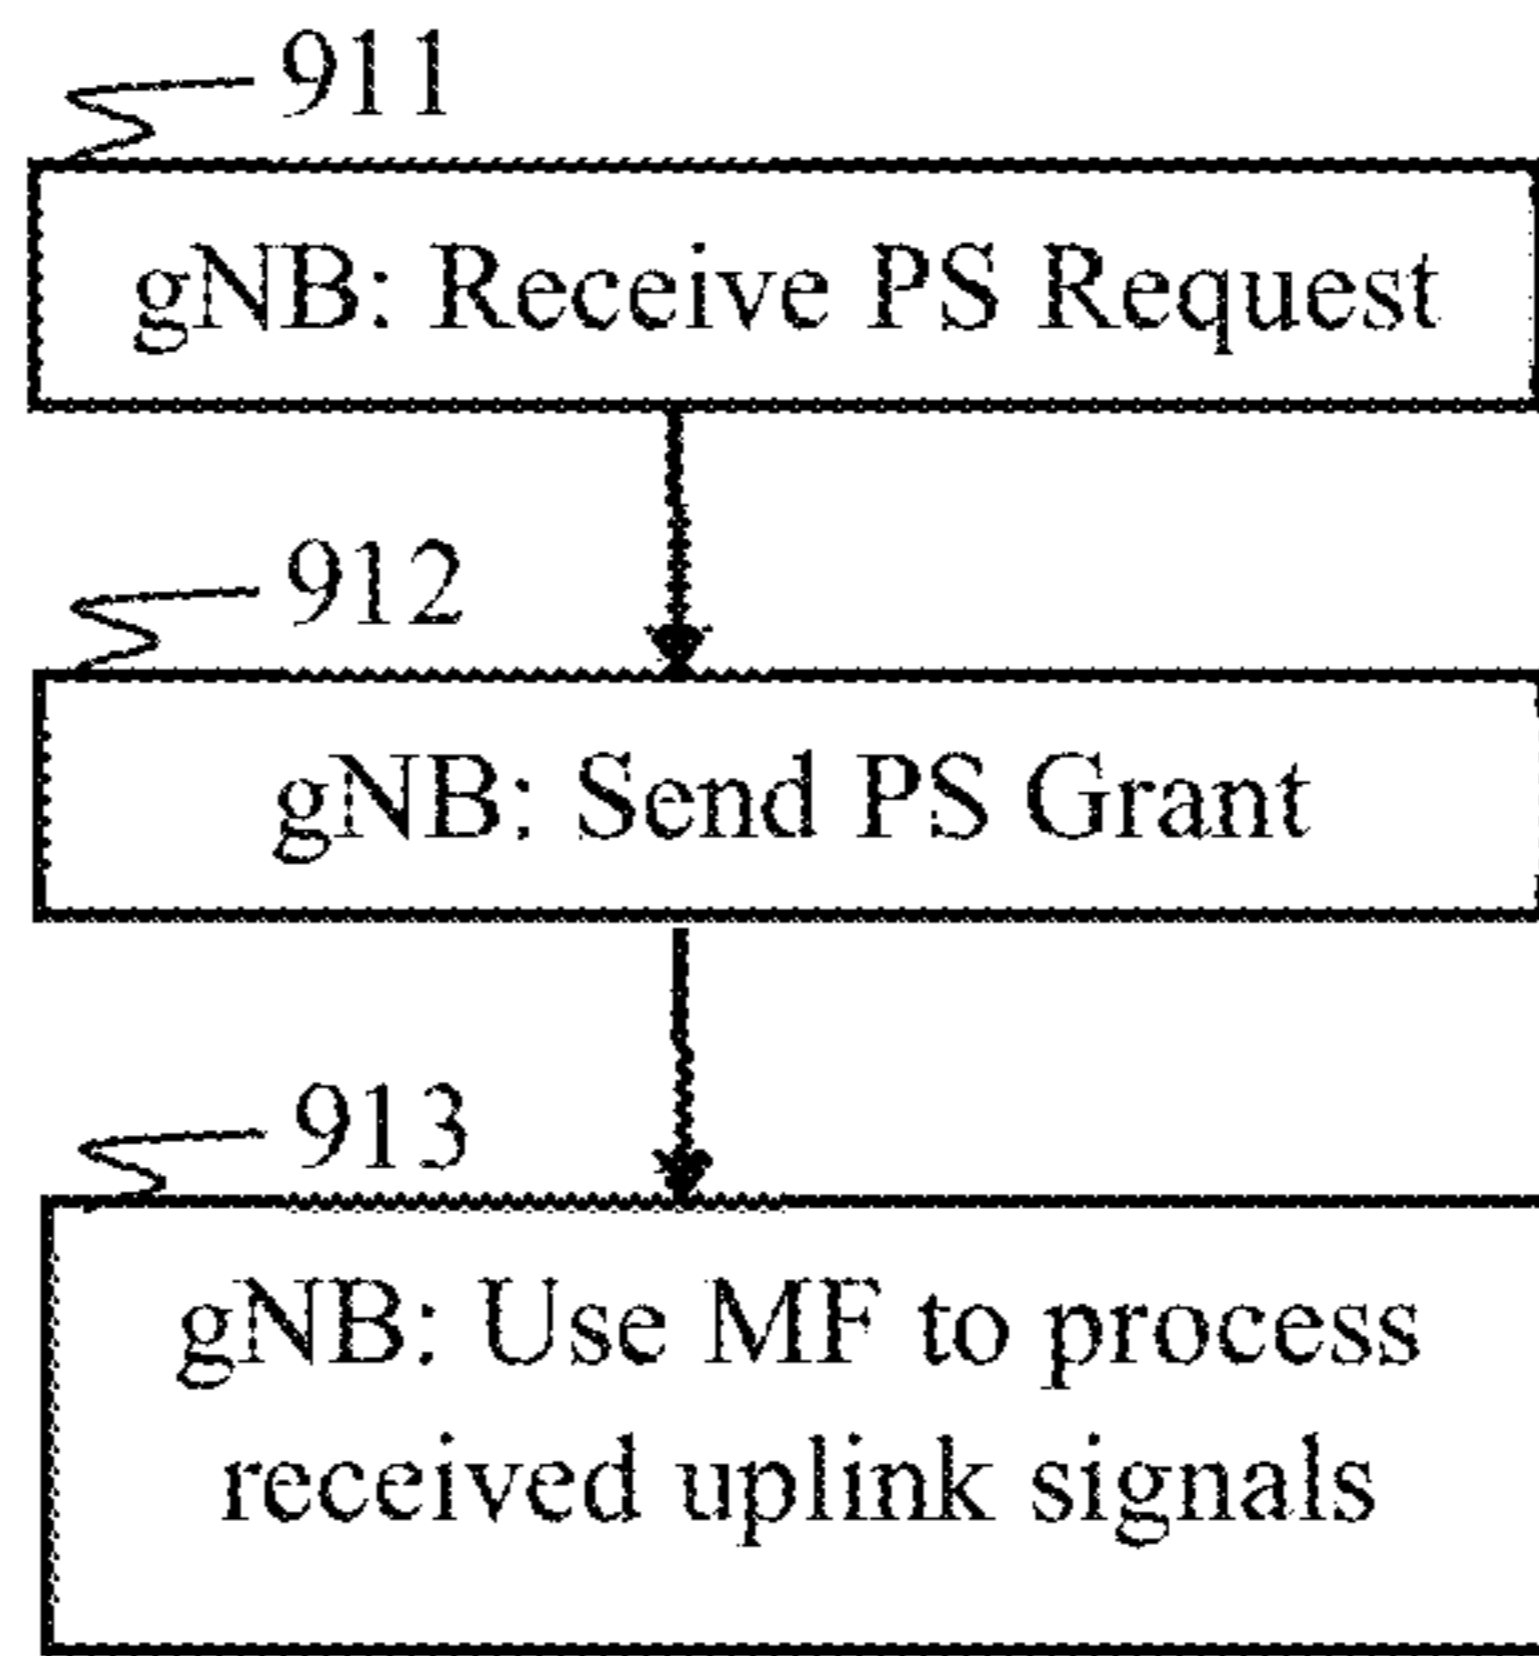 911
gNB: Receive PS Request
912
gNB: Send PS Grant
913
gNB: Use MF to process
received uplink signals